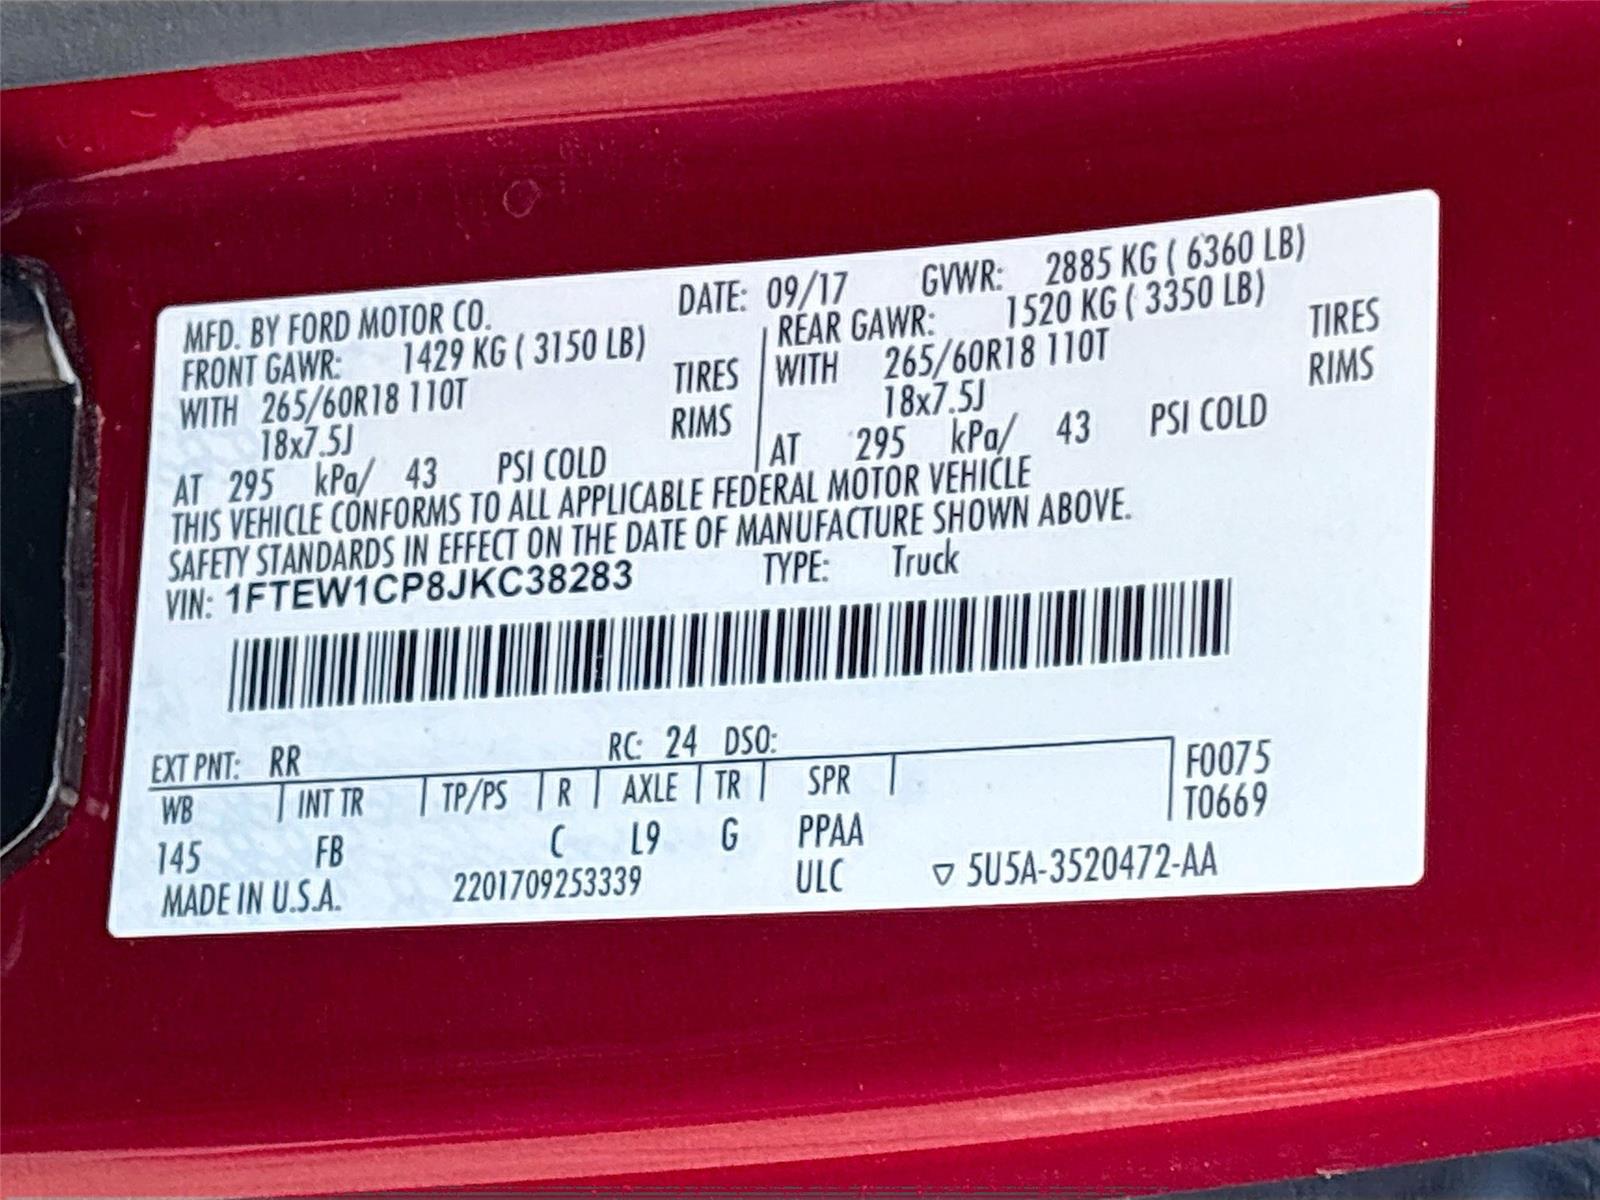 MFD. BY FORD MOTOR CO. DATE: 09/17 GVWR: 2885 KG ( 6360 LB)
FRONT GAWR: 1429 KG ( 3150 LB) REAR GAWR: 1520 KG ( 3350 LB)
WITH 265/60R18 110T TIRES WITH 265/60R18 110T TIRES
18x7.5J RIMS 18x7.5J RIMS
AT 295 kPa/ 43 PSI COLD AT 295 kPa/ 43 PSI COLD
THIS VEHICLE CONFORMS TO ALL APPLICABLE FEDERAL MOTOR VEHICLE
SAFETY STANDARDS IN EFFECT ON THE DATE OF MANUFACTURE SHOWN ABOVE.
VIN: 1FTEW1CP8JKC38283 TYPE: Truck
EXT PNT: RR RC: 24 DSO:
WB INT TR TP/PS R AXLE TR SPR F0075
T0669
145 FB C L9 G PPAA
MADE IN U.S.A. 2201709253339 ULC ▽ 5U5A-3520472-AA